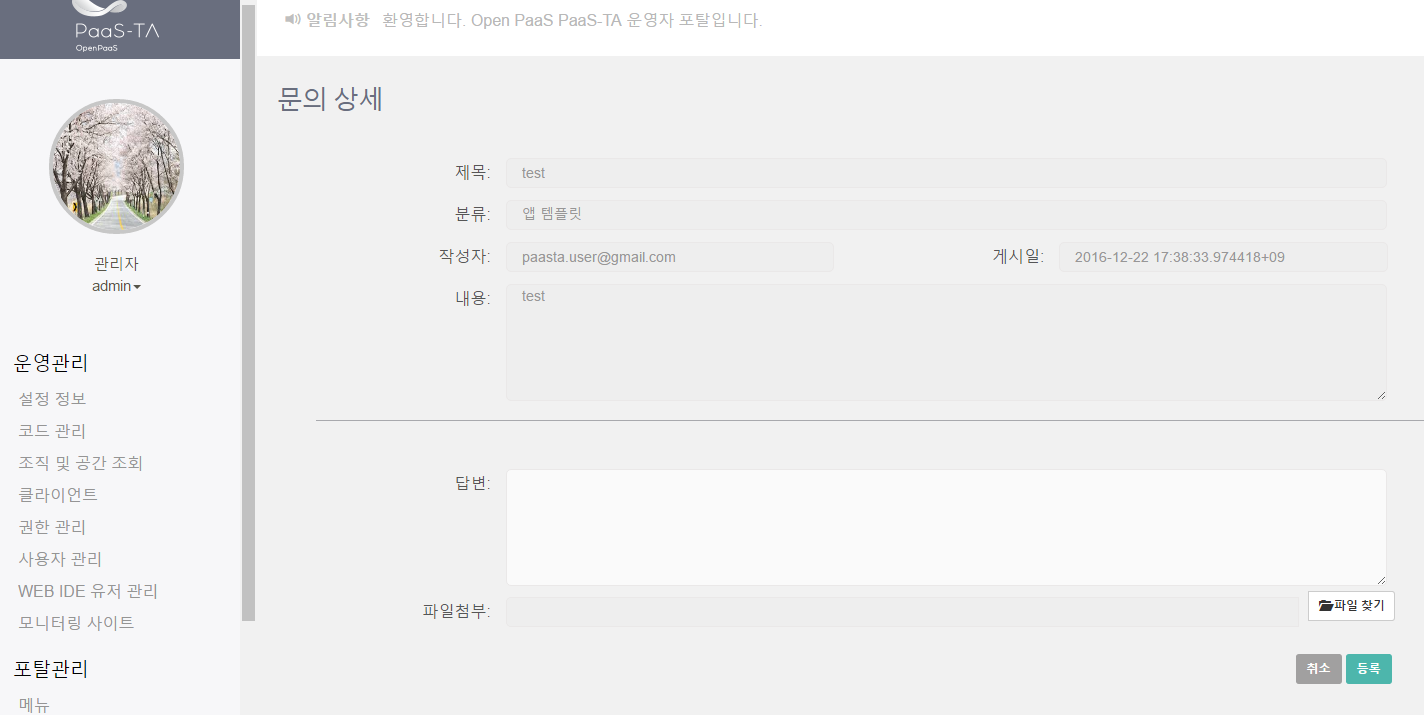 PaaS-TA
OpenPaaS
알림사항 환영합니다. Open PaaS PaaS-TA 운영자 포탈입니다.
관리자
admin
운영관리
설정 정보
코드 관리
조직 및 공간 조회
클라이언트
권한 관리
사용자 관리
WEB IDE 유저 관리
모니터링 사이트
포탈관리
메뉴
문의 상세
제목: test
분류: 앱 템플릿
작성자: paasta.user@gmail.com 게시일: 2016-12-22 17:38:33.974418+09
내용: test
답변:
파일첨부: 파일 찾기
취소 등록